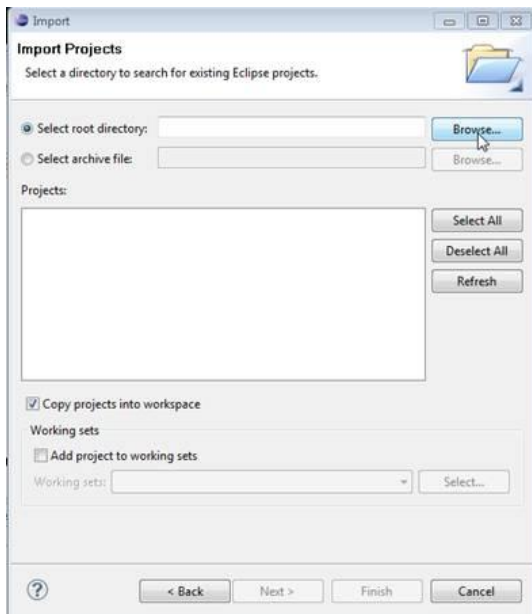 Import
Import Projects
Select a directory to search for existing Eclipse projects.
Select root directory: Browse...
Select archive file: Browse...
Projects:
Select All
Deselect All
Refresh
Copy projects into workspace
Working sets
Add project to working sets
Working sets: Select...
? < Back Next > Finish Cancel